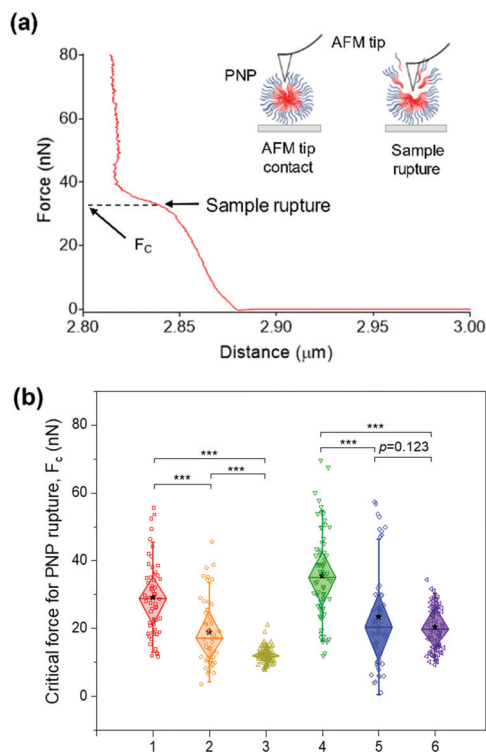 (a)
80
60
40
20
0
Force (nN)
2.80
2.85
2.90
2.95
3.00
Distance (μm)
Sample rupture
F_C
PNP
AFM tip
AFM tip
contact
Sample
rupture
(b)
Critical force for PNP rupture, F_c (nN)
80
60
40
20
0
***
***
***
***
***
p=0.123
1
2
3
4
5
6